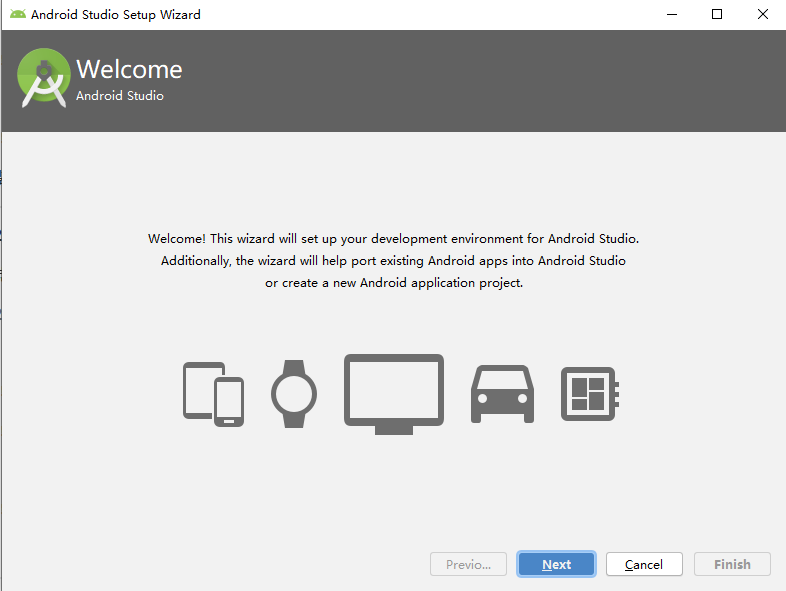 Android Studio Setup Wizard
Welcome
Android Studio
Welcome! This wizard will set up your development environment for Android Studio.
Additionally, the wizard will help port existing Android apps into Android Studio
or create a new Android application project.
Previo... Next Cancel Finish